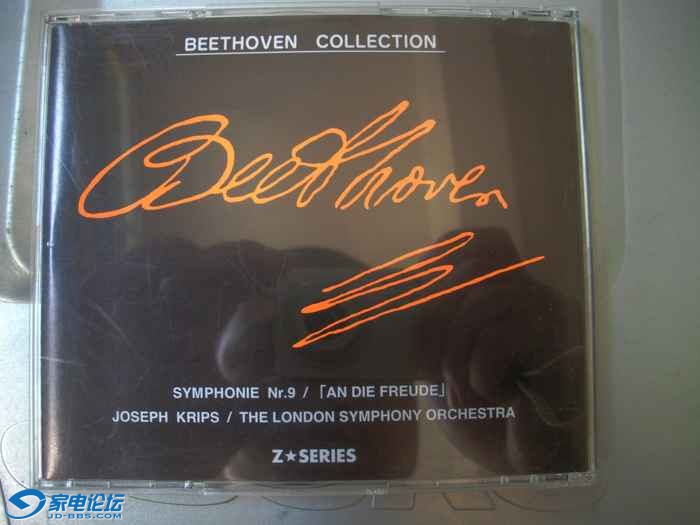 BEETHOVEN COLLECTION
Beethoven
SYMPHONIE Nr.9 / 「AN DIE FREUDE」
JOSEPH KRIPS / THE LONDON SYMPHONY ORCHESTRA
Z★SERIES
家电论坛
JD-BBS.COM